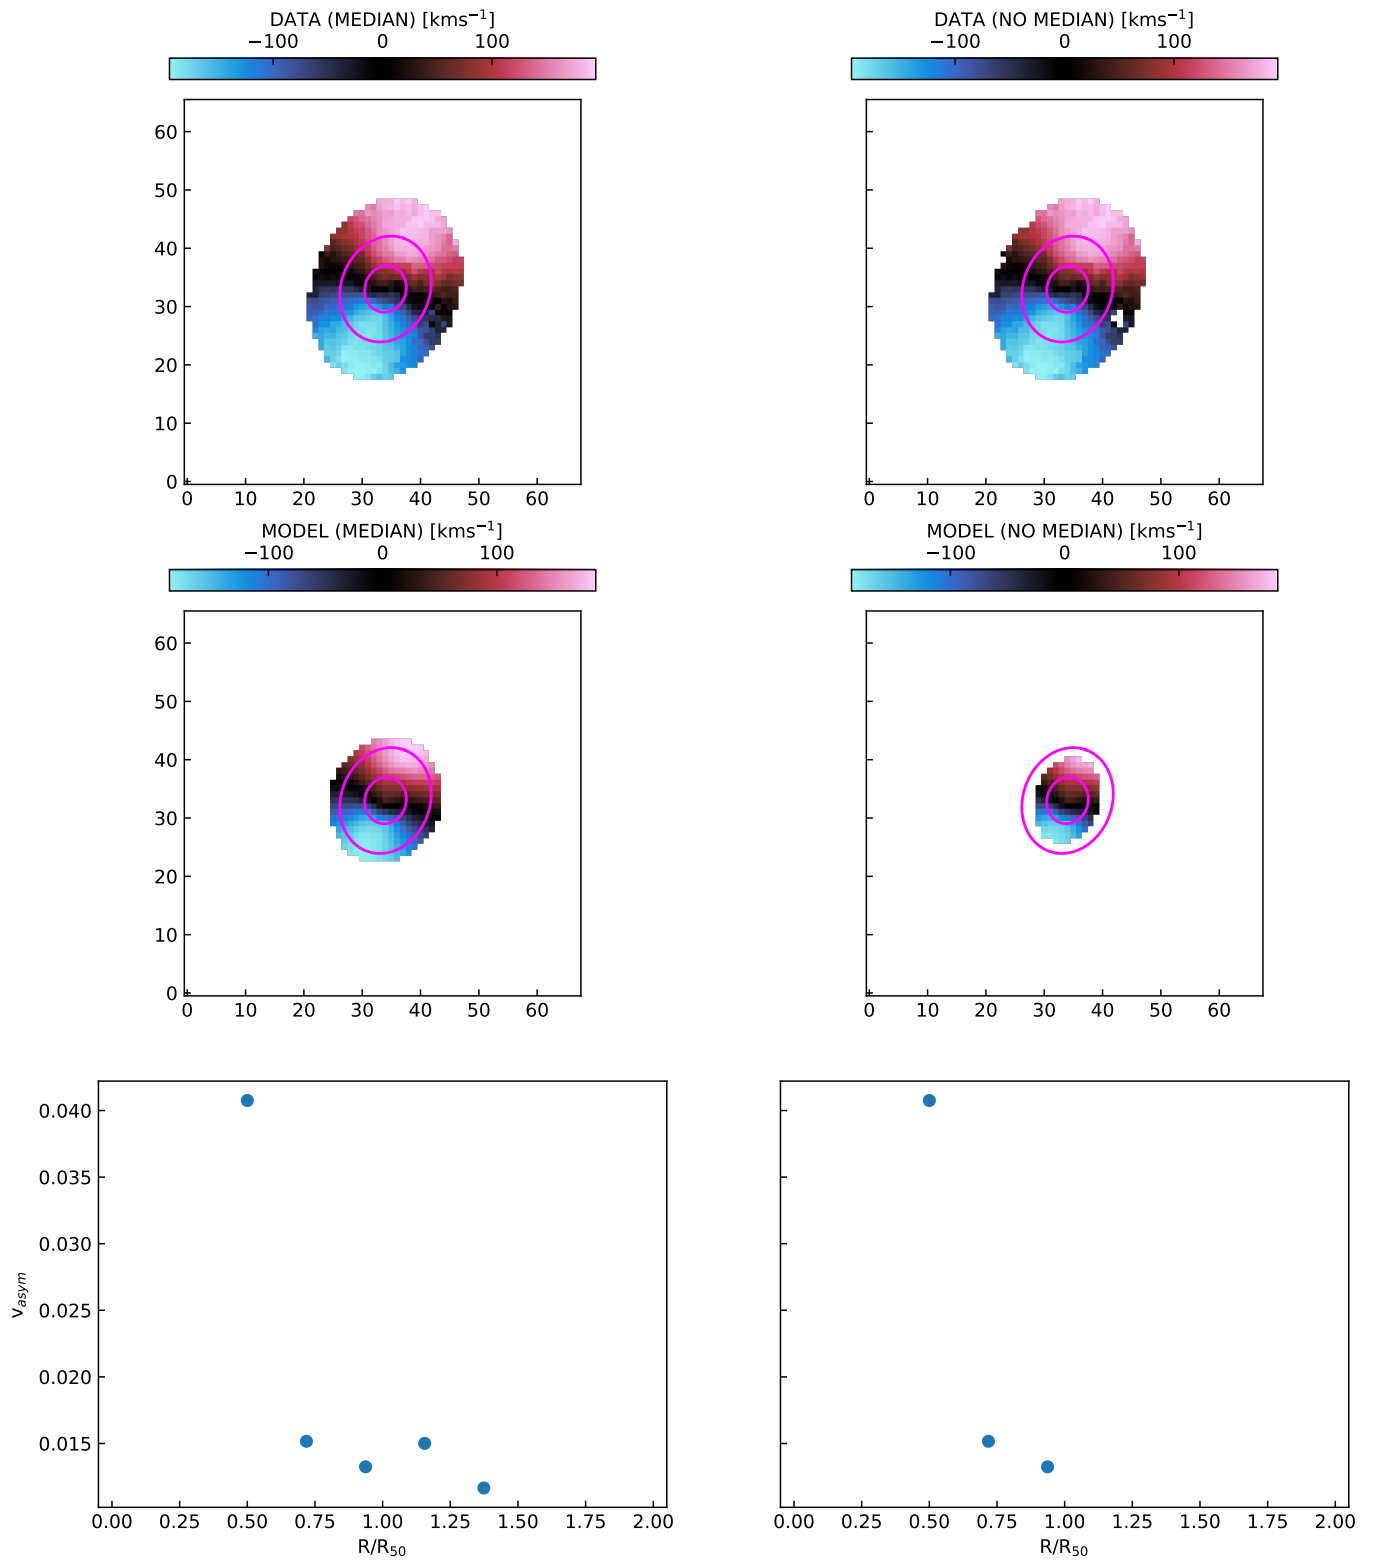 DATA (MEDIAN) [kms⁻¹]
−100 0 100
60
50
40
30
20
10
0
0 10 20 30 40 50 60
DATA (NO MEDIAN) [kms⁻¹]
−100 0 100
0 10 20 30 40 50 60
MODEL (MEDIAN) [kms⁻¹]
−100 0 100
60
50
40
30
20
10
0
0 10 20 30 40 50 60
MODEL (NO MEDIAN) [kms⁻¹]
−100 0 100
0 10 20 30 40 50 60
v_asym
0.040
0.035
0.030
0.025
0.020
0.015
0.00 0.25 0.50 0.75 1.00 1.25 1.50 1.75 2.00
R/R₅₀
0.00 0.25 0.50 0.75 1.00 1.25 1.50 1.75 2.00
R/R₅₀